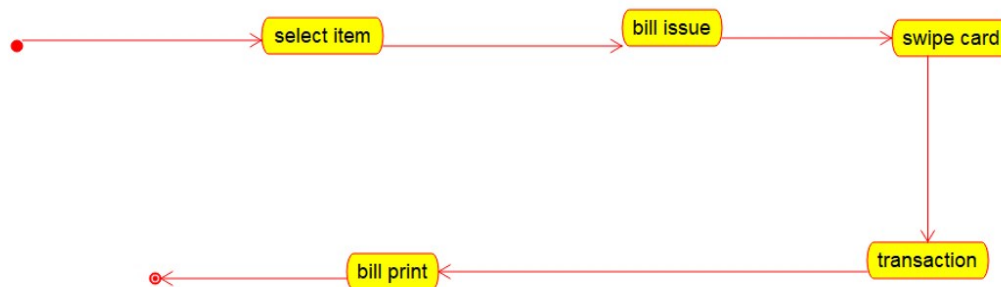 select item
bill issue
swipe card
transaction
bill print